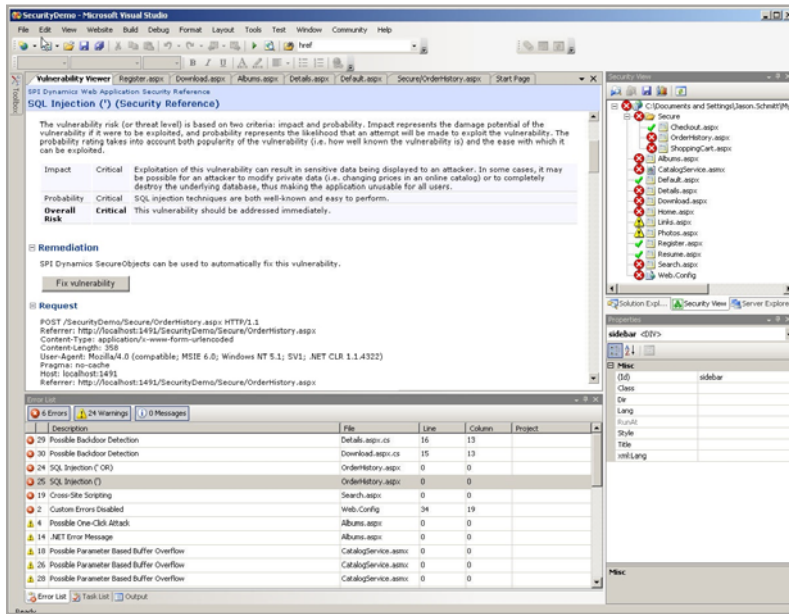 SecurityDemo - Microsoft Visual Studio
File Edit View Website Build Debug Format Layout Tools Test Window Community Help
href
B I U A
Toolbox
Vulnerability Viewer Register.aspx Download.aspx Albums.aspx Details.aspx Default.aspx Secure/OrderHistory.aspx Start Page
SPI Dynamics Web Application Security Reference
SQL Injection (') (Security Reference)
The vulnerability risk (or threat level) is based on two criteria: impact and probability. Impact represents the damage potential of the
vulnerability if it were to be exploited, and probability represents the likelihood that an attempt will be made to exploit the vulnerability. The
probability rating takes into account both popularity of the vulnerability (i.e. how well known the vulnerability is) and the ease with which it
can be exploited.
Impact Critical Exploitation of this vulnerability can result in sensitive data being displayed to an attacker. In some cases, it may
be possible for an attacker to modify private data (i.e. changing prices in an online catalog) or to completely
destroy the underlying database, thus making the application unusable for all users.
Probability Critical SQL injection techniques are both well-known and easy to perform.
Overall Critical This vulnerability should be addressed immediately.
Risk
Remediation
SPI Dynamics SecureObjects can be used to automatically fix this vulnerability.
Fix vulnerability
Request
POST /SecurityDemo/Secure/OrderHistory.aspx HTTP/1.1
Referrer: http://localhost:1491/SecurityDemo/Secure/OrderHistory.aspx
Content-Type: application/x-www-form-urlencoded
Content-Length: 358
User-Agent: Mozilla/4.0 (compatible; MSIE 6.0; Windows NT 5.1; SV1; .NET CLR 1.1.4322)
Pragma: no-cache
Host: localhost:1491
Referrer: http://localhost:1491/SecurityDemo/Secure/OrderHistory.aspx
Security View
C:\Documents and Settings\Jason.Schmitt\My
Secure
Checkout.aspx
OrderHistory.aspx
ShoppingCart.aspx
Albums.aspx
CatalogService.asmx
Default.aspx
Details.aspx
Download.aspx
Home.aspx
Links.aspx
Photos.aspx
Register.aspx
Resume.aspx
Search.aspx
Web.Config
Solution Expl... Security View Server Explorer
Properties
sidebar <DIV>
Misc
(Id) sidebar
Class
Dir
Lang
RunAt
Style
Title
xml:Lang
Misc
Error List
6 Errors 24 Warnings 0 Messages
Description File Line Column Project
29 Possible Backdoor Detection Details.aspx.cs 16 13
30 Possible Backdoor Detection Download.aspx.cs 15 13
24 SQL Injection (' OR) OrderHistory.aspx 0 0
25 SQL Injection (') OrderHistory.aspx 0 0
19 Cross-Site Scripting Search.aspx 0 0
2 Custom Errors Disabled Web.Config 34 19
4 Possible One-Click Attack Albums.aspx 0 0
14 .NET Error Message Albums.aspx 0 0
18 Possible Parameter Based Buffer Overflow CatalogService.asmx 0 0
26 Possible Parameter Based Buffer Overflow CatalogService.asmx 0 0
28 Possible Parameter Based Buffer Overflow CatalogService.asmx 0 0
Error List Task List Output
Ready